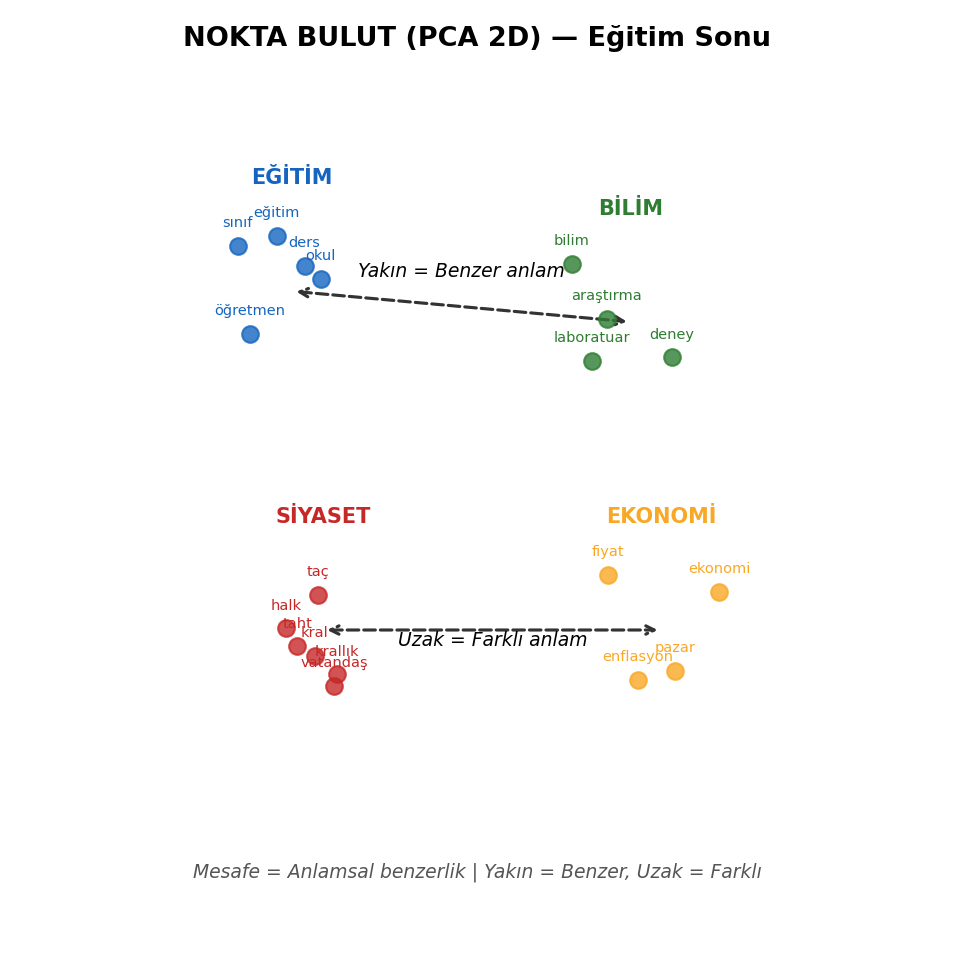 NOKTA BULUT (PCA 2D) — Eğitim Sonu
EĞİTİM
BİLİM
eğitim
sınıf
ders
okul
bilim
Yakın = Benzer anlam
araştırma
öğretmen
laboratuar
deney
SİYASET
EKONOMİ
fiyat
taç
ekonomi
halk
taht
kral
Uzak = Farklı anlam
krallık
pazar
enflasyon
vatandaş
Mesafe = Anlamsal benzerlik | Yakın = Benzer, Uzak = Farklı